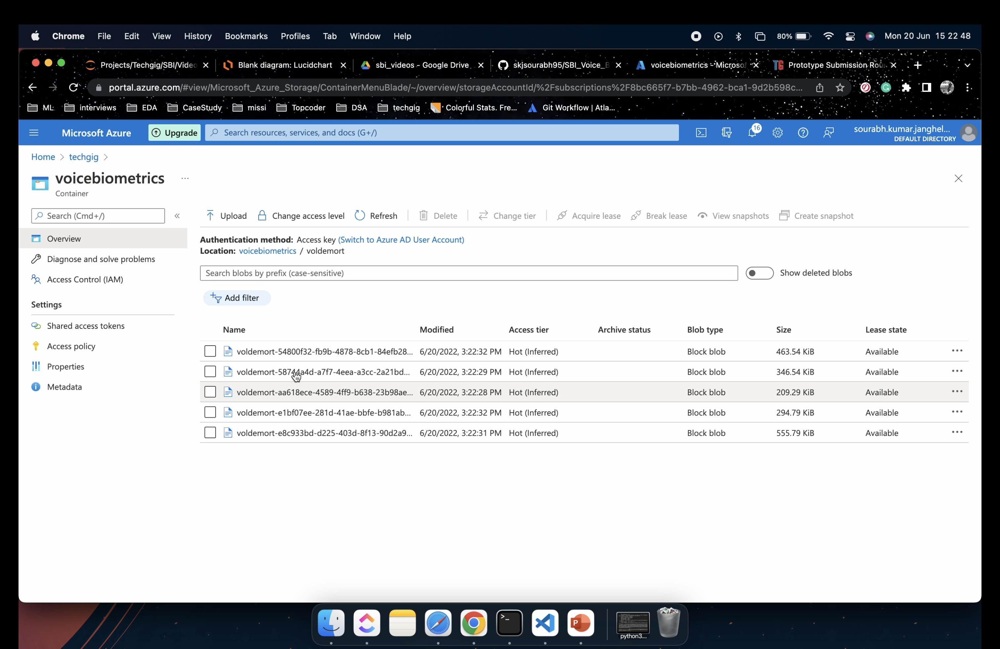 Chrome File Edit View History Bookmarks Profiles Tab Window Help 80% Mon 20 Jun 15 22 48
Projects/Techgig/SBI/Video Blank diagram: Lucidchart sbi_videos - Google Drive skjsourabh95/SBI_Voice_B voicebiometrics - Microsof Prototype Submission Rou
portal.azure.com/#view/Microsoft_Azure_Storage/ContainerMenuBlade/~/overview/storageAccountId/%2Fsubscriptions%2F8bc665f7-b7bb-4962-bca1-9d2b598c...
ML interviews EDA CaseStudy missi Topcoder DSA techgig Colorful Stats. Fre... Git Workflow | Atla...
Microsoft Azure Upgrade Search resources, services, and docs (G+/) 16 sourabh.kumar.janghel...
DEFAULT DIRECTORY
Home > techgig >
voicebiometrics ...
Container
Search (Cmd+/) « Upload Change access level Refresh Delete Change tier Acquire lease Break lease View snapshots Create snapshot
Overview
Diagnose and solve problems
Access Control (IAM)
Settings
Shared access tokens
Access policy
Properties
Metadata
Authentication method: Access key (Switch to Azure AD User Account)
Location: voicebiometrics / voldemort
Search blobs by prefix (case-sensitive) Show deleted blobs
Add filter
Name Modified Access tier Archive status Blob type Size Lease state
voldemort-54800f32-fb9b-4878-8cb1-84efb28... 6/20/2022, 3:22:32 PM Hot (Inferred) Block blob 463.54 KiB Available ...
voldemort-58744a4d-a7f7-4eea-a3cc-2a21bd... 6/20/2022, 3:22:29 PM Hot (Inferred) Block blob 346.54 KiB Available ...
voldemort-aa618ece-4589-4ff9-b638-23b98ae... 6/20/2022, 3:22:28 PM Hot (Inferred) Block blob 209.29 KiB Available ...
voldemort-e1bf07ee-281d-41ae-bbfe-b981ab... 6/20/2022, 3:22:32 PM Hot (Inferred) Block blob 294.79 KiB Available ...
voldemort-e8c933bd-d225-403d-8f13-90d2a9... 6/20/2022, 3:22:31 PM Hot (Inferred) Block blob 555.79 KiB Available ...
python3....